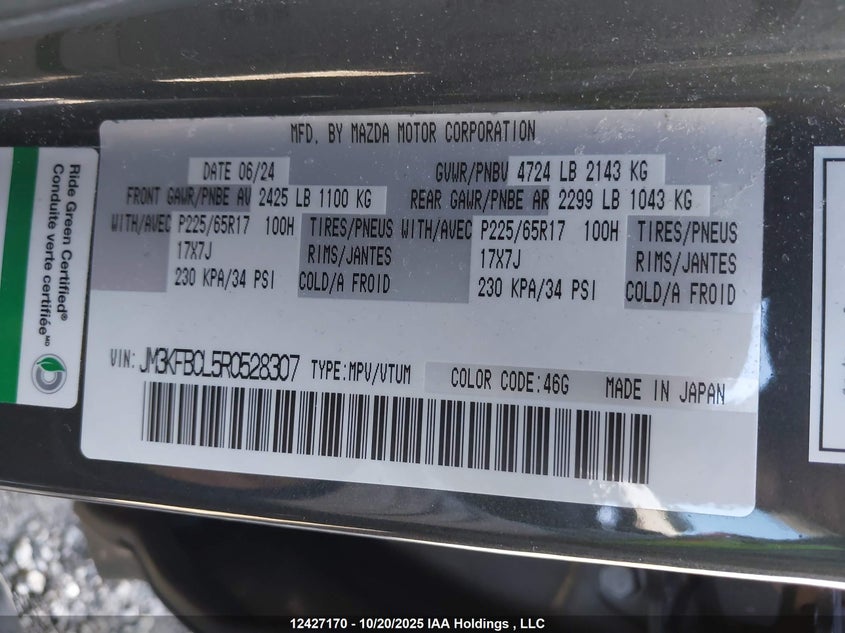 MFD. BY MAZDA MOTOR CORPORATION
DATE 06/24 GVWR/PNBV 4724 LB 2143 KG
FRONT GAWR/PNBE AV 2425 LB 1100 KG REAR GAWR/PNBE AR 2299 LB 1043 KG
WITH/AVEC P225/65R17 100H TIRES/PNEUS WITH/AVEC P225/65R17 100H TIRES/PNEUS
17X7J RIMS/JANTES 17X7J RIMS/JANTES
230 KPA/34 PSI COLD/A FROID 230 KPA/34 PSI COLD/A FROID
VIN: JM3KFBCL5R0528307 TYPE:MPV/VTUM COLOR CODE:46G MADE IN JAPAN
Ride Green Certified®
Conduite verte certifiée MD
12427170 - 10/20/2025 IAA Holdings , LLC